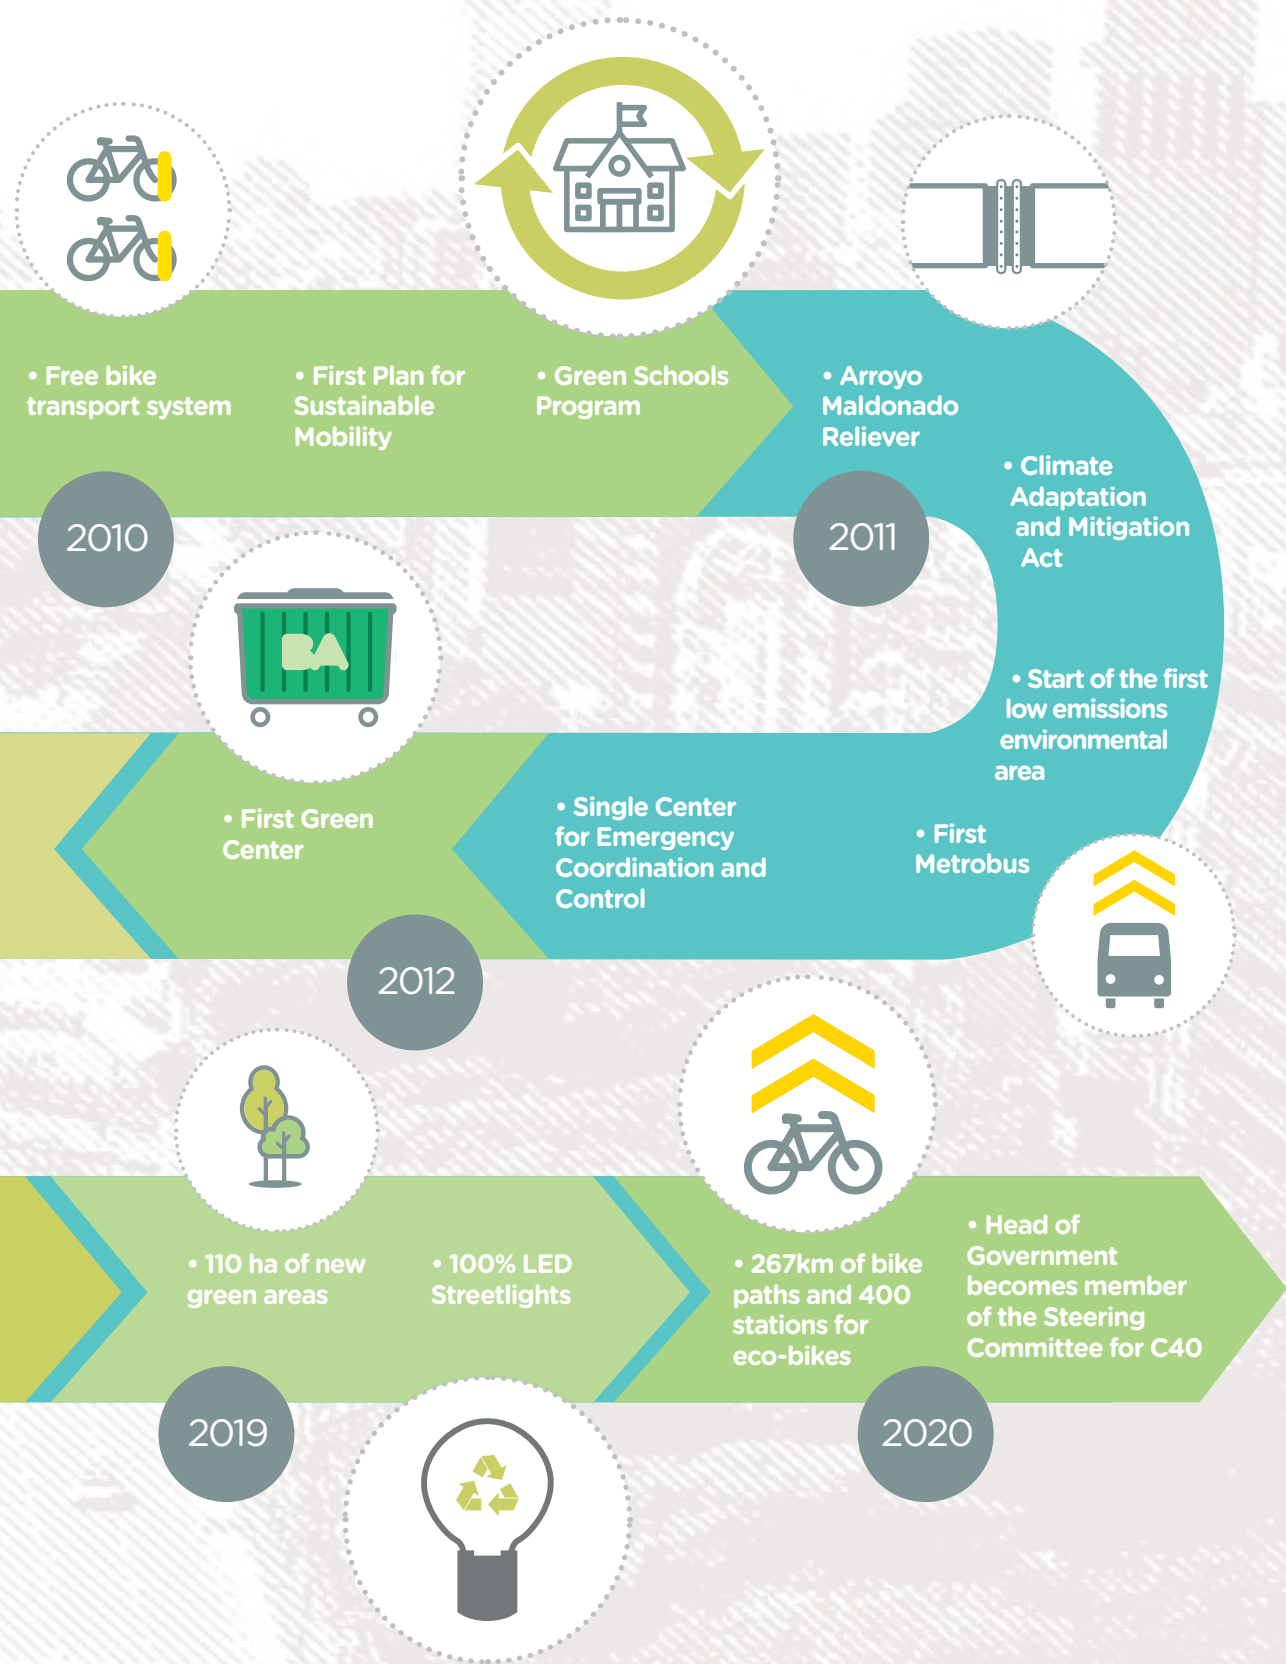 • Free bike
transport system
• First Plan for
Sustainable
Mobility
• Green Schools
Program
• Arroyo
Maldonado
Reliever
2010
2011
• Climate
Adaptation
and Mitigation
Act
BA
• Start of the first
low emissions
environmental
area
• First
Metrobus
• Single Center
for Emergency
Coordination and
Control
• First Green
Center
2012
• 110 ha of new
green areas
• 100% LED
Streetlights
• 267km of bike
paths and 400
stations for
eco-bikes
• Head of
Government
becomes member
of the Steering
Committee for C40
2019
2020